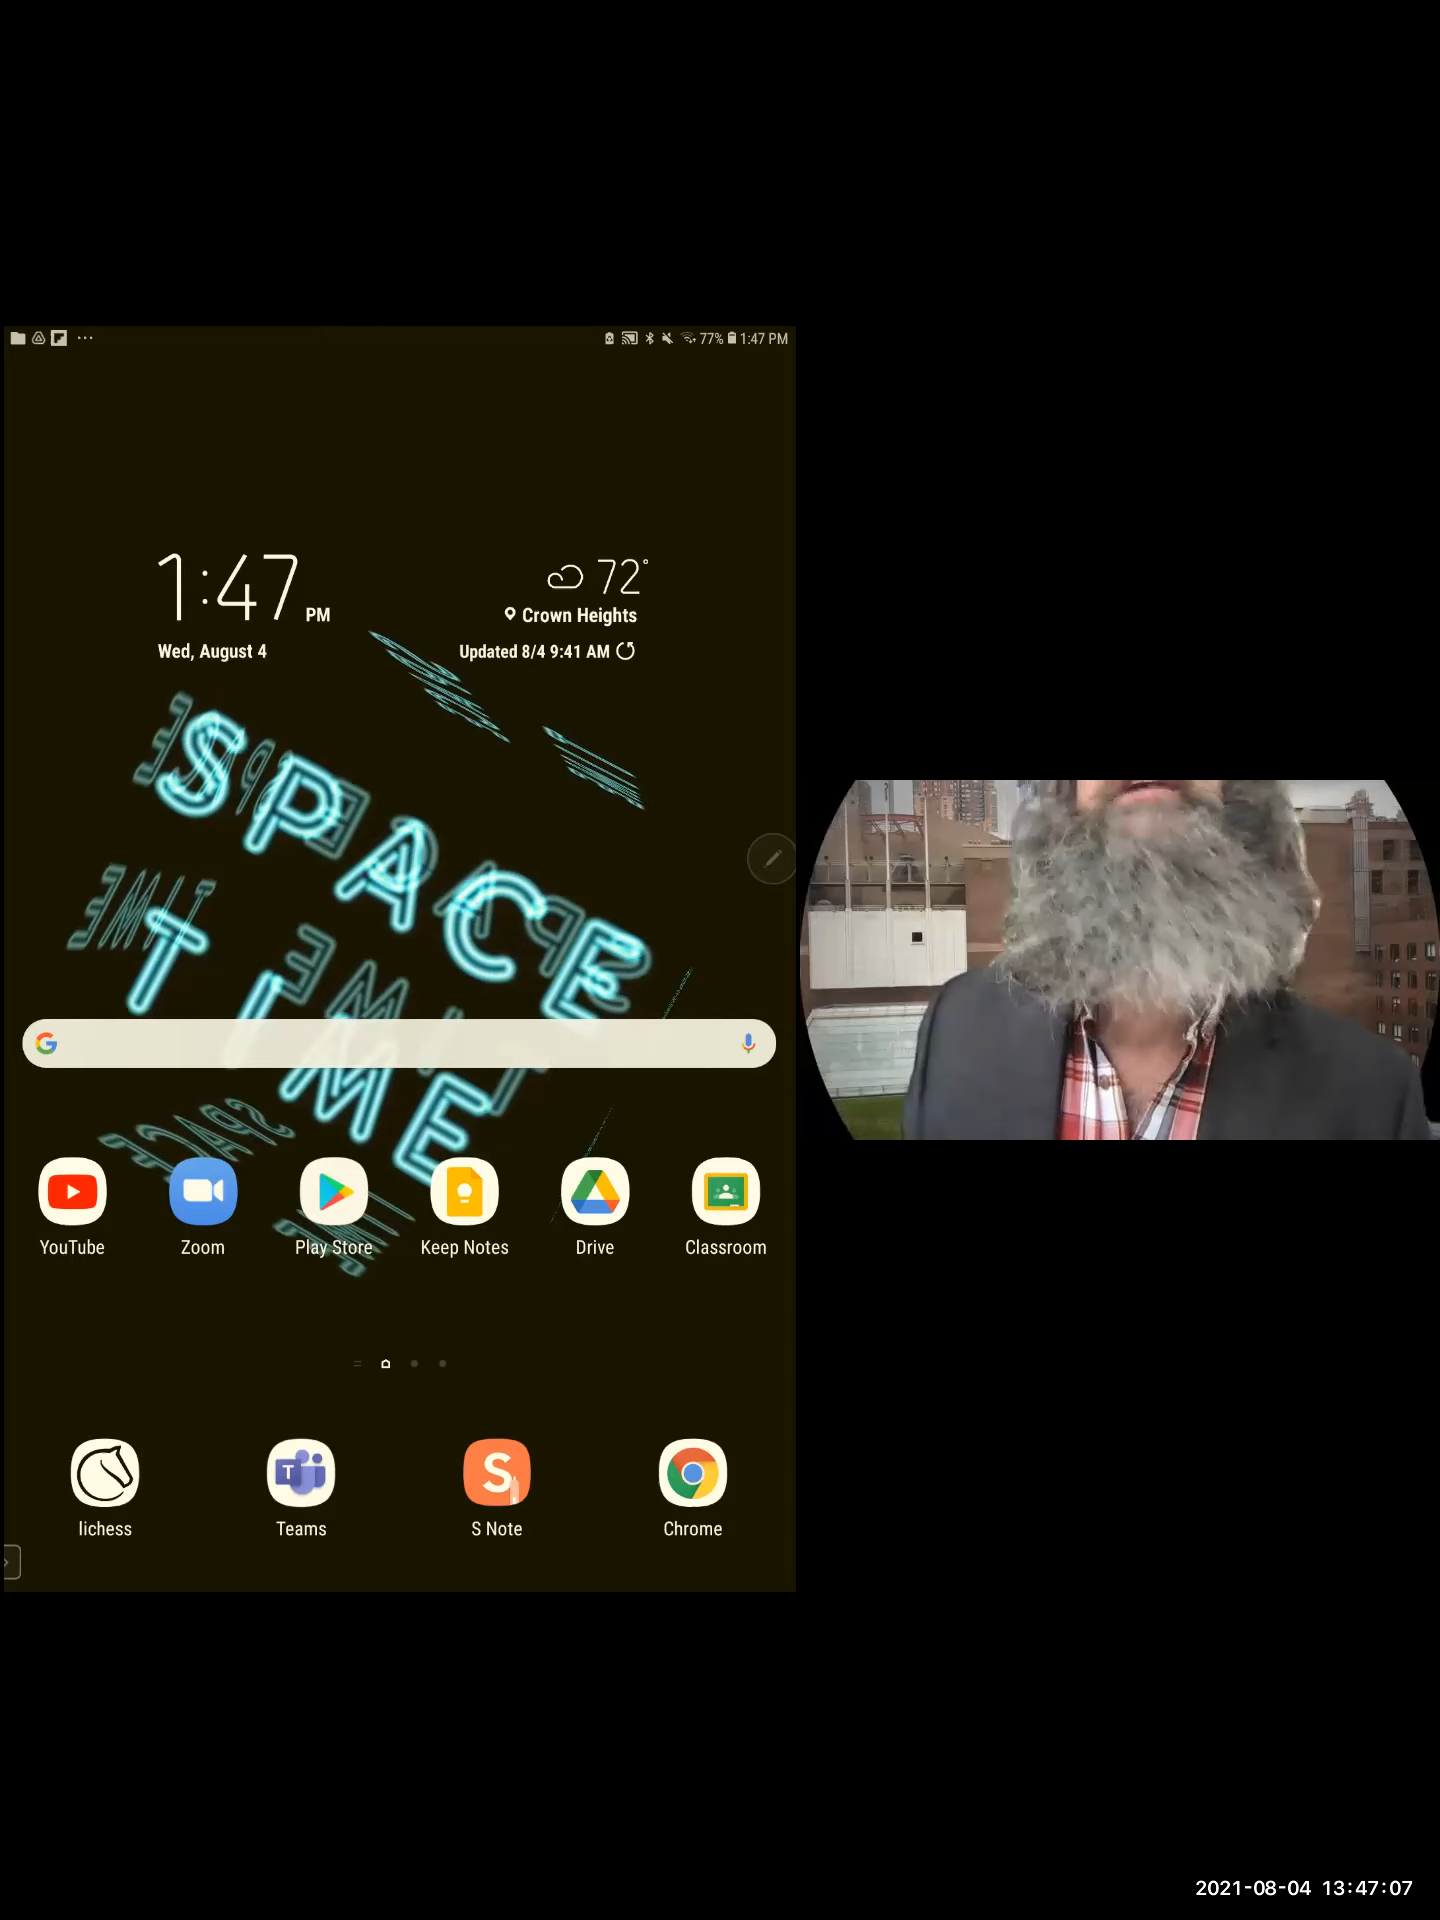 77% 1:47 PM
1:47 PM
72°
Crown Heights
Wed, August 4
Updated 8/4 9:41 AM
SPACE
TIME
YouTube
Zoom
Play Store
Keep Notes
Drive
Classroom
lichess
Teams
S Note
Chrome
2021-08-04 13:47:07